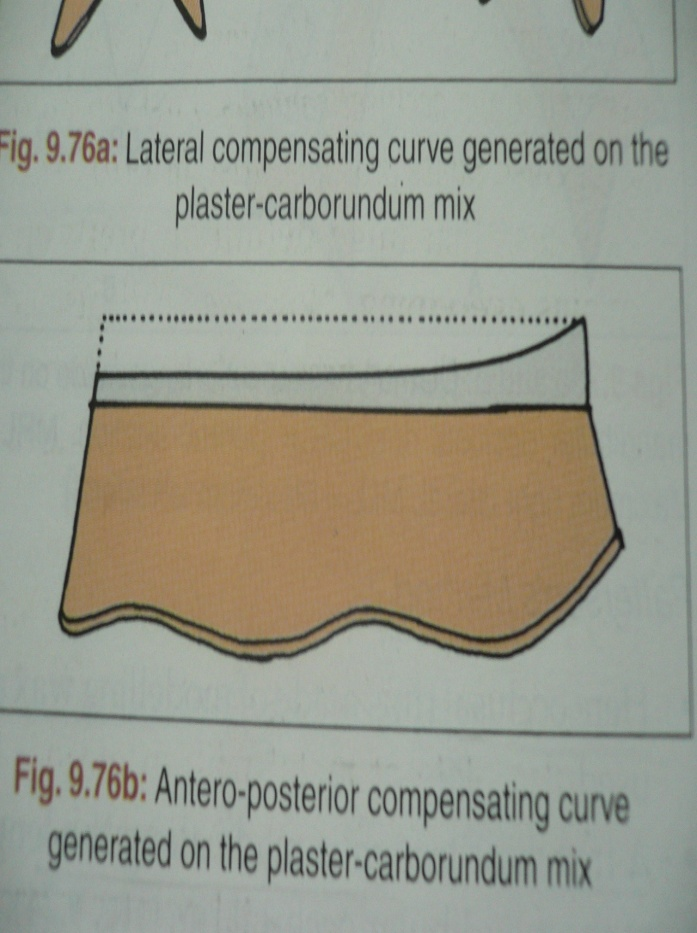 Fig. 9.76a: Lateral compensating curve generated on the
plaster-carborundum mix
Fig. 9.76b: Antero-posterior compensating curve
generated on the plaster-carborundum mix